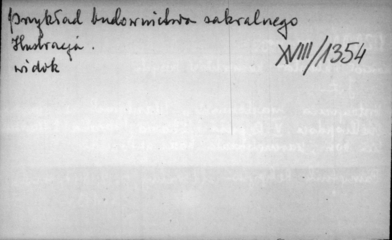 przykład budownictwa sakralnego
Ilustracja.
widok
XVIII/1354